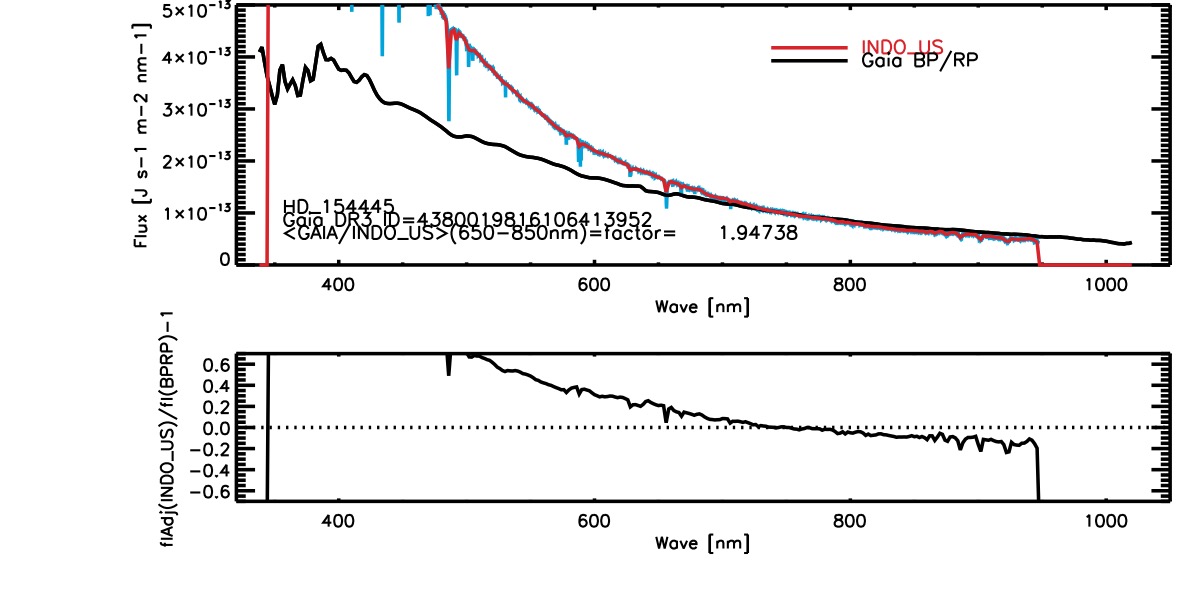 5×10−13
4×10−13
3×10−13
2×10−13
1×10−13
0
Flux [J s−1 m−2 nm−1]
INDO_US
Gaia BP/RP
HD_154445
Gaia DR3_ID=4380019816106413952
<GAIA/INDO_US>(650−850nm)=factor= 1.94738
400 600 800 1000
Wave [nm]
0.6
0.4
0.2
0.0
−0.2
−0.4
−0.6
flAdj(INDO_US)/fl(BPRP)−1
400 600 800 1000
Wave [nm]